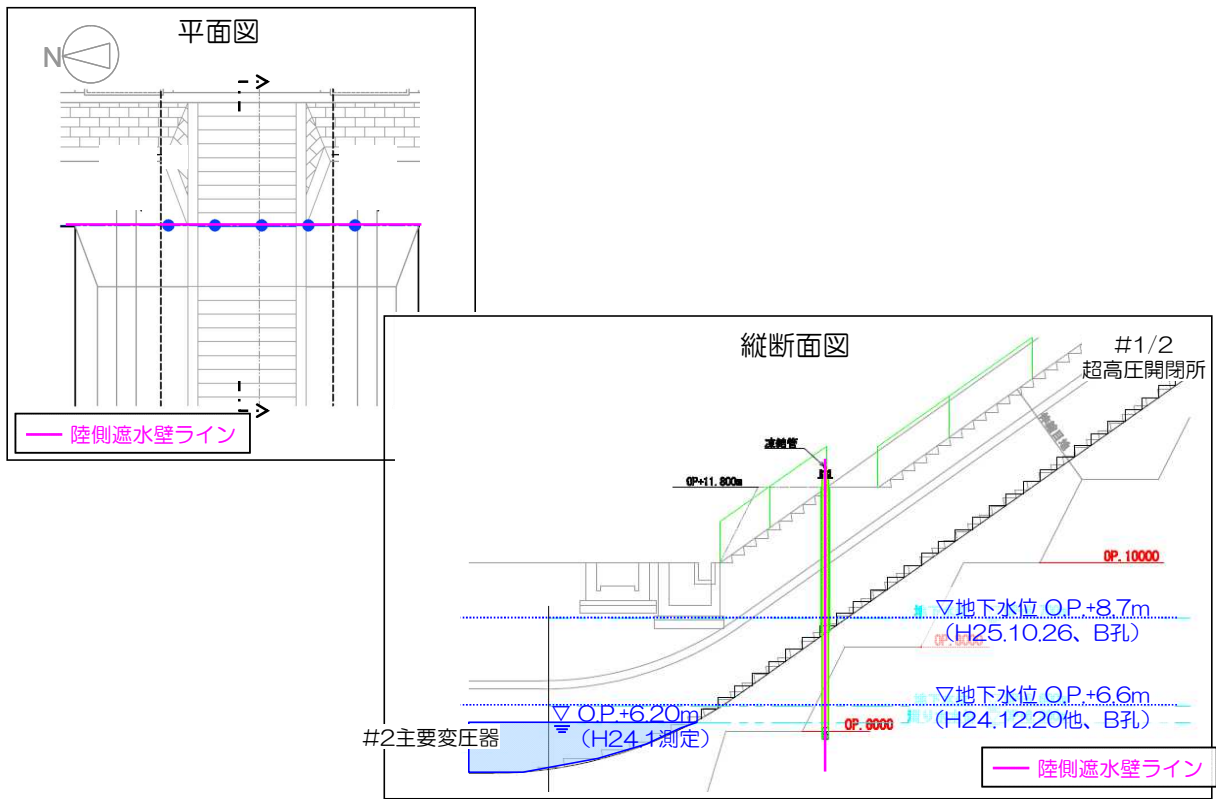 平面図
N
陸側遮水壁ライン
縦断面図
#1/2
超高圧開閉所
凍結管
OP+11.800m
OP.10000
▽地下水位 O.P.+8.7m
(H25.10.26、B孔)
▽地下水位 O.P.+6.6m
(H24.12.20他、B孔)
▽ O.P.+6.20m
(H24.1測定)
OP.6000
#2主要変圧器
陸側遮水壁ライン